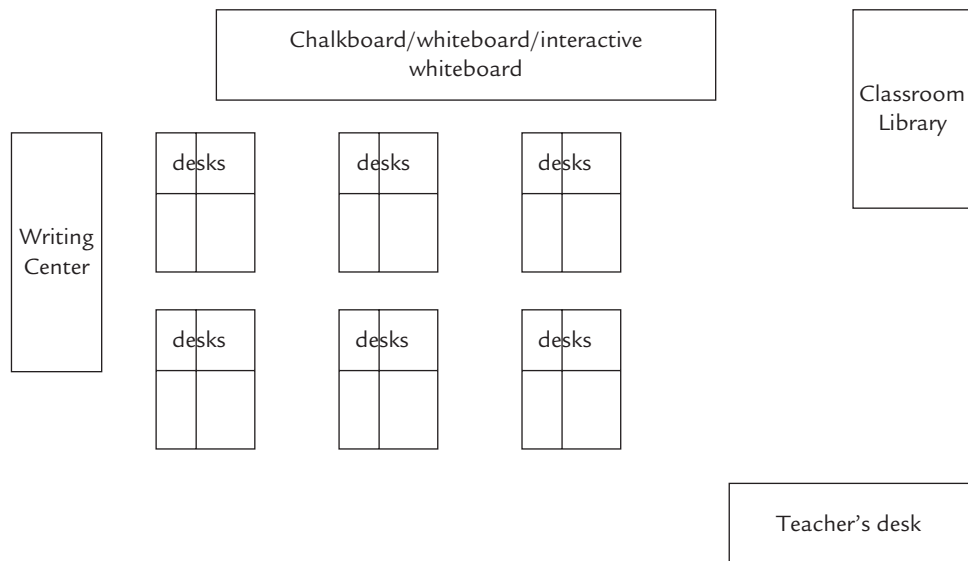 Chalkboard/whiteboard/interactive
whiteboard
Classroom
Library
desks
desks
desks
Writing
Center
desks
desks
desks
Teacher’s desk